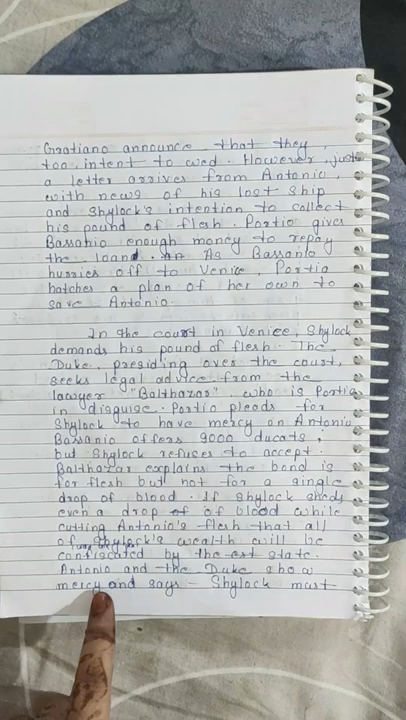 Gratiano announce that they,
too, intent to wed. However, just
a letter arrives from Antonio,
with news of his lost ship
and Shylock's intention to collect
his pound of flesh. Portio gives
Bassanio enough money to repay
the loand. As Bassanio
hurries off to Venice, Portia
hatches a plan of her own to
save Antonio.
In the court in Venice, Shylock
demands his pound of flesh. The
Duke, presiding over the court,
seeks legal advice from the
lawyer "Balthazar", who is Portia
in disguise. Portio pleads for
Shylock to have mercy on Antonio
Bassanio offers 9000 ducats,
but Shylock refuses to accept.
Balthazar explains the bond is
for flesh but not for a single
drop of blood. If Shylock sheds
even a drop of of blood while
cutting Antonio's flesh that all
of Shylock's wealth will be
confiscated by the est state.
Antonio and the Duke show
mercy and says - Shylock must